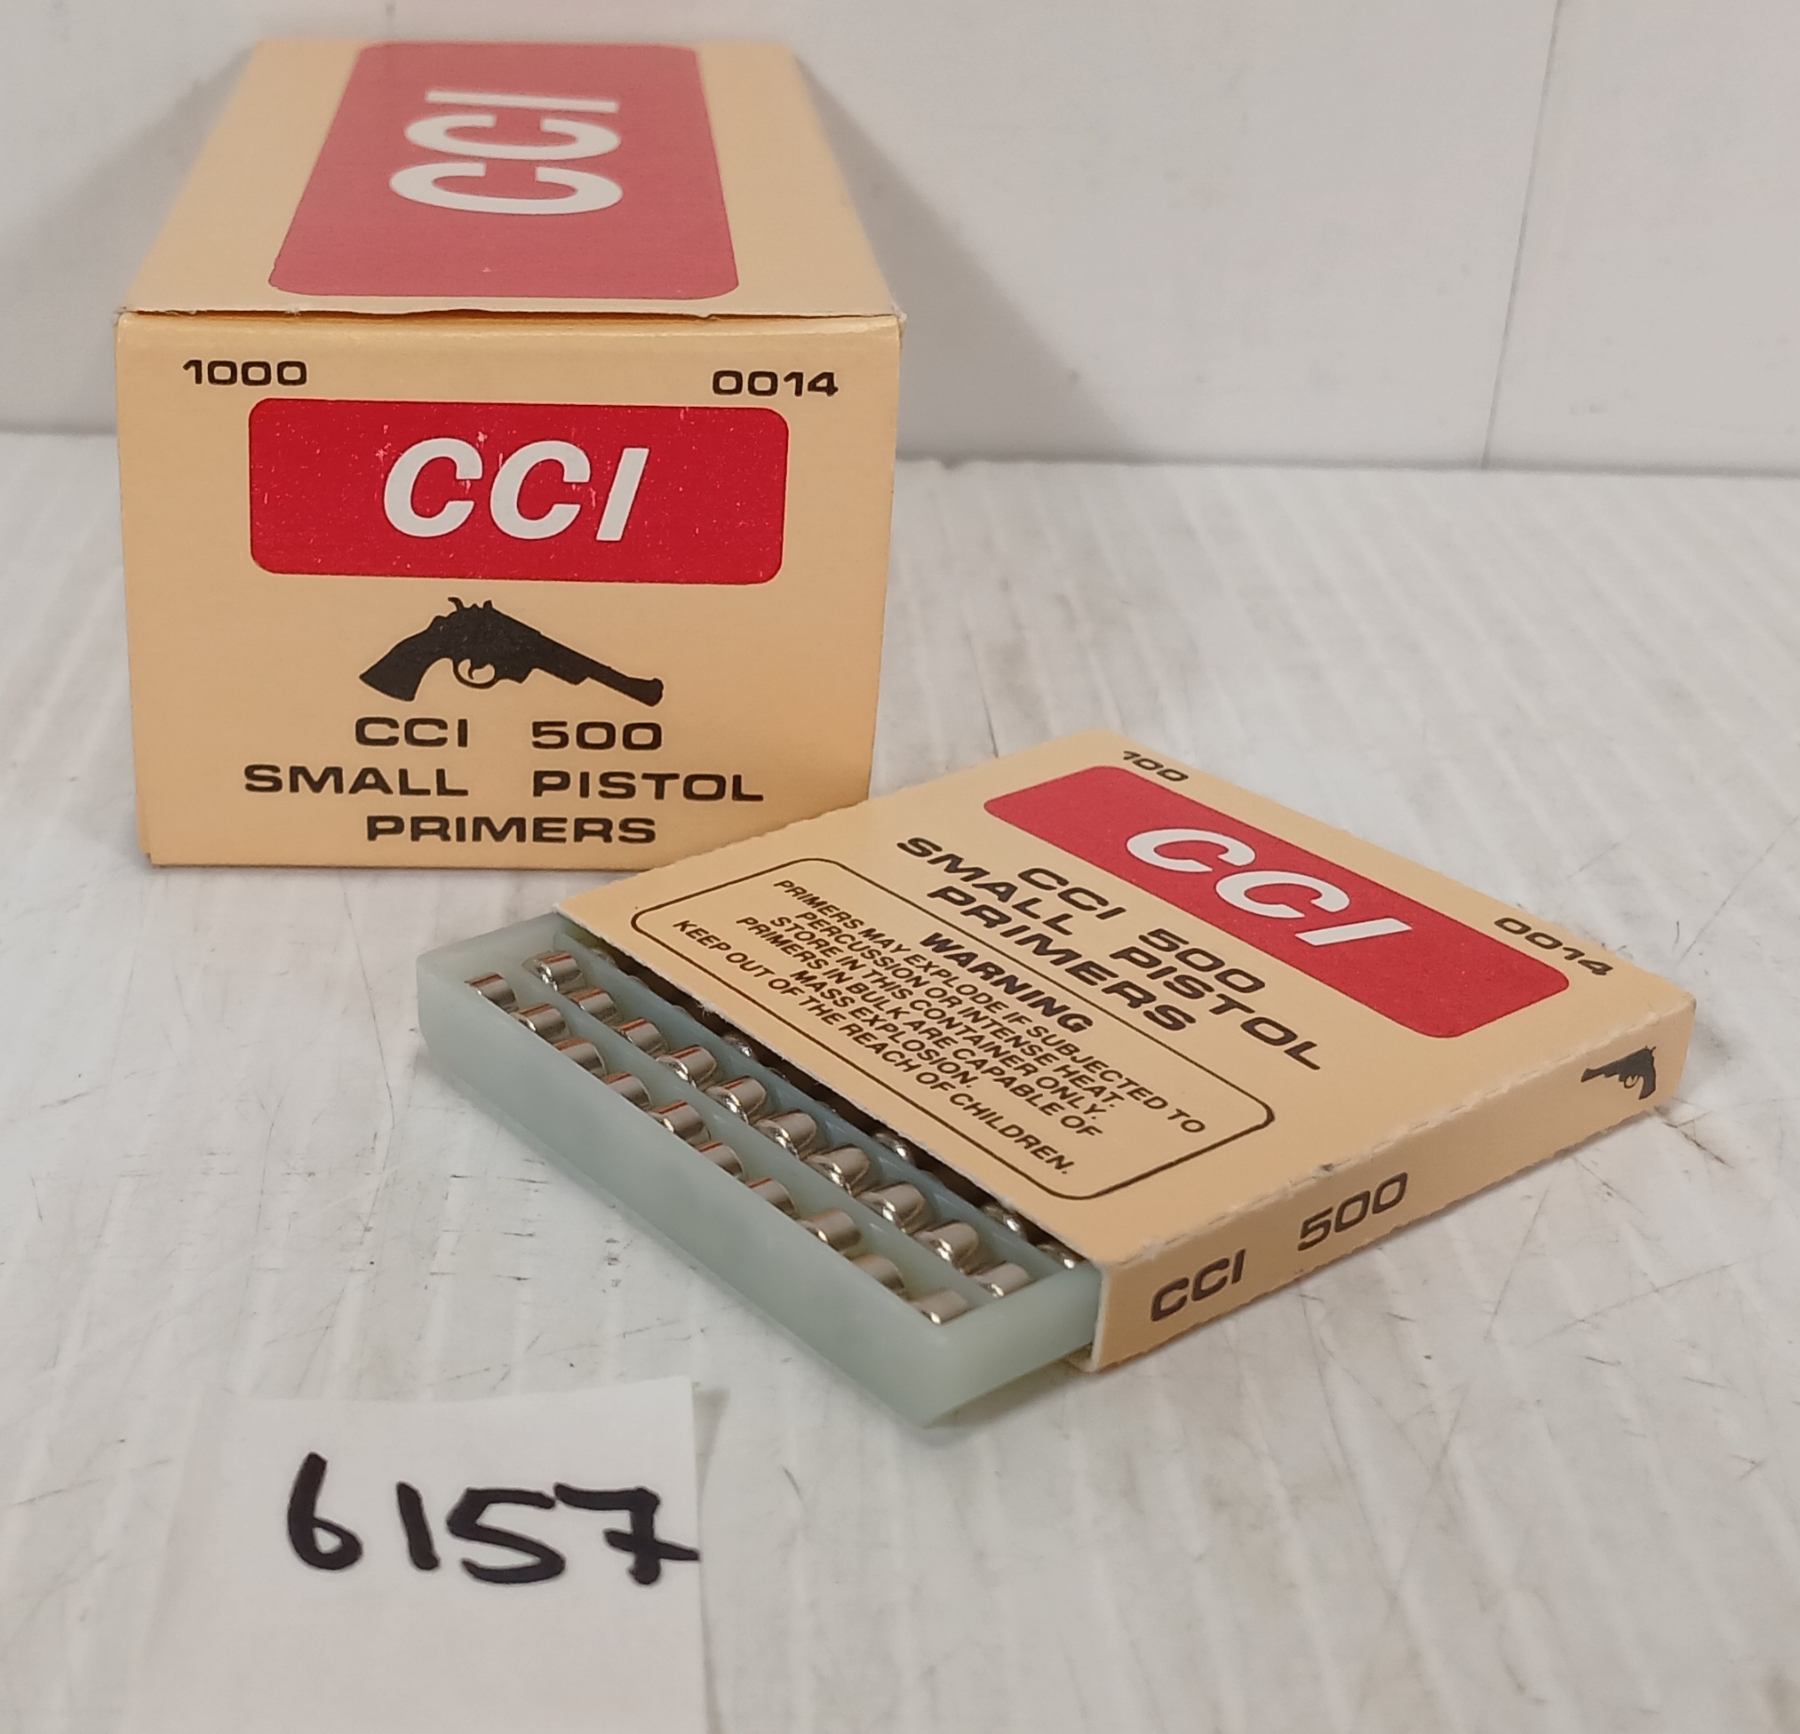 CCI
1000 0014
CCI
CCI 500
SMALL PISTOL
PRIMERS
100
CCI
0014
CCI 500
SMALL PISTOL
PRIMERS
WARNING
PRIMERS MAY EXPLODE IF SUBJECTED TO
PERCUSSION OR INTENSE HEAT.
STORE IN THIS CONTAINER ONLY.
PRIMERS IN BULK ARE CAPABLE OF
MASS EXPLOSION.
KEEP OUT OF THE REACH OF CHILDREN.
CCI 500
6157